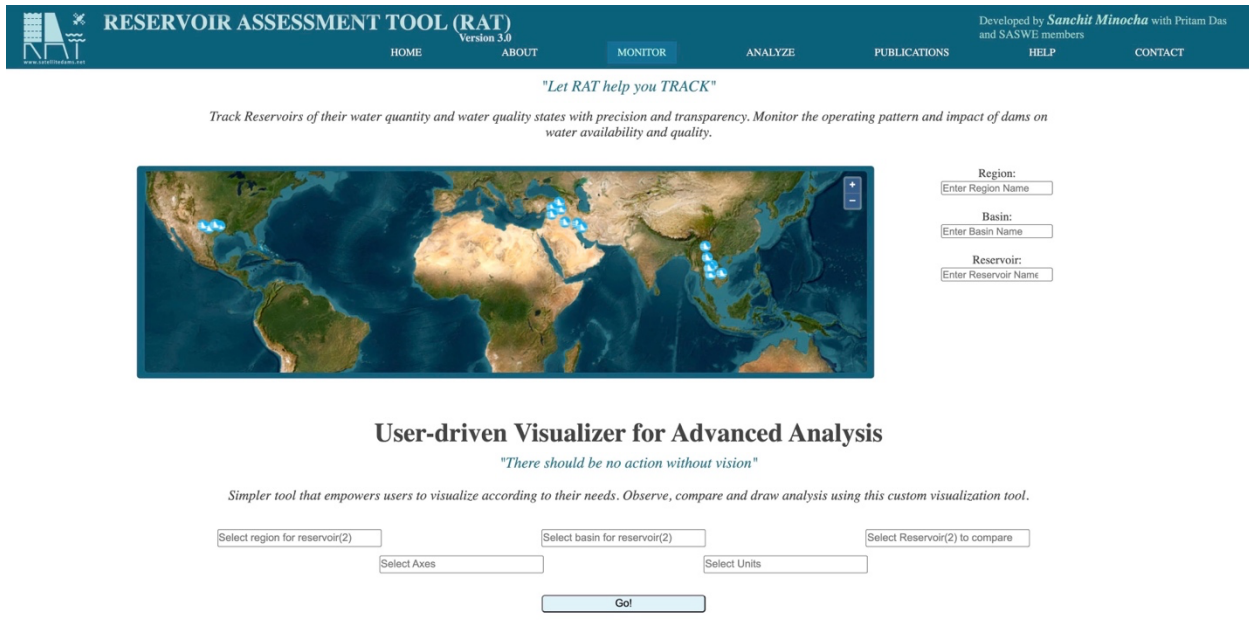 RAT
www.satellitedams.net
RESERVOIR ASSESSMENT TOOL (RAT)
Version 3.0
Developed by Sanchit Minocha with Pritam Das
and SASWE members
HOME ABOUT MONITOR ANALYZE PUBLICATIONS HELP CONTACT
"Let RAT help you TRACK"
Track Reservoirs of their water quantity and water quality states with precision and transparency. Monitor the operating pattern and impact of dams on
water availability and quality.
+
−
Region:
Enter Region Name
Basin:
Enter Basin Name
Reservoir:
Enter Reservoir Name
User-driven Visualizer for Advanced Analysis
"There should be no action without vision"
Simpler tool that empowers users to visualize according to their needs. Observe, compare and draw analysis using this custom visualization tool.
Select region for reservoir(2) Select basin for reservoir(2) Select Reservoir(2) to compare
Select Axes Select Units
Go!